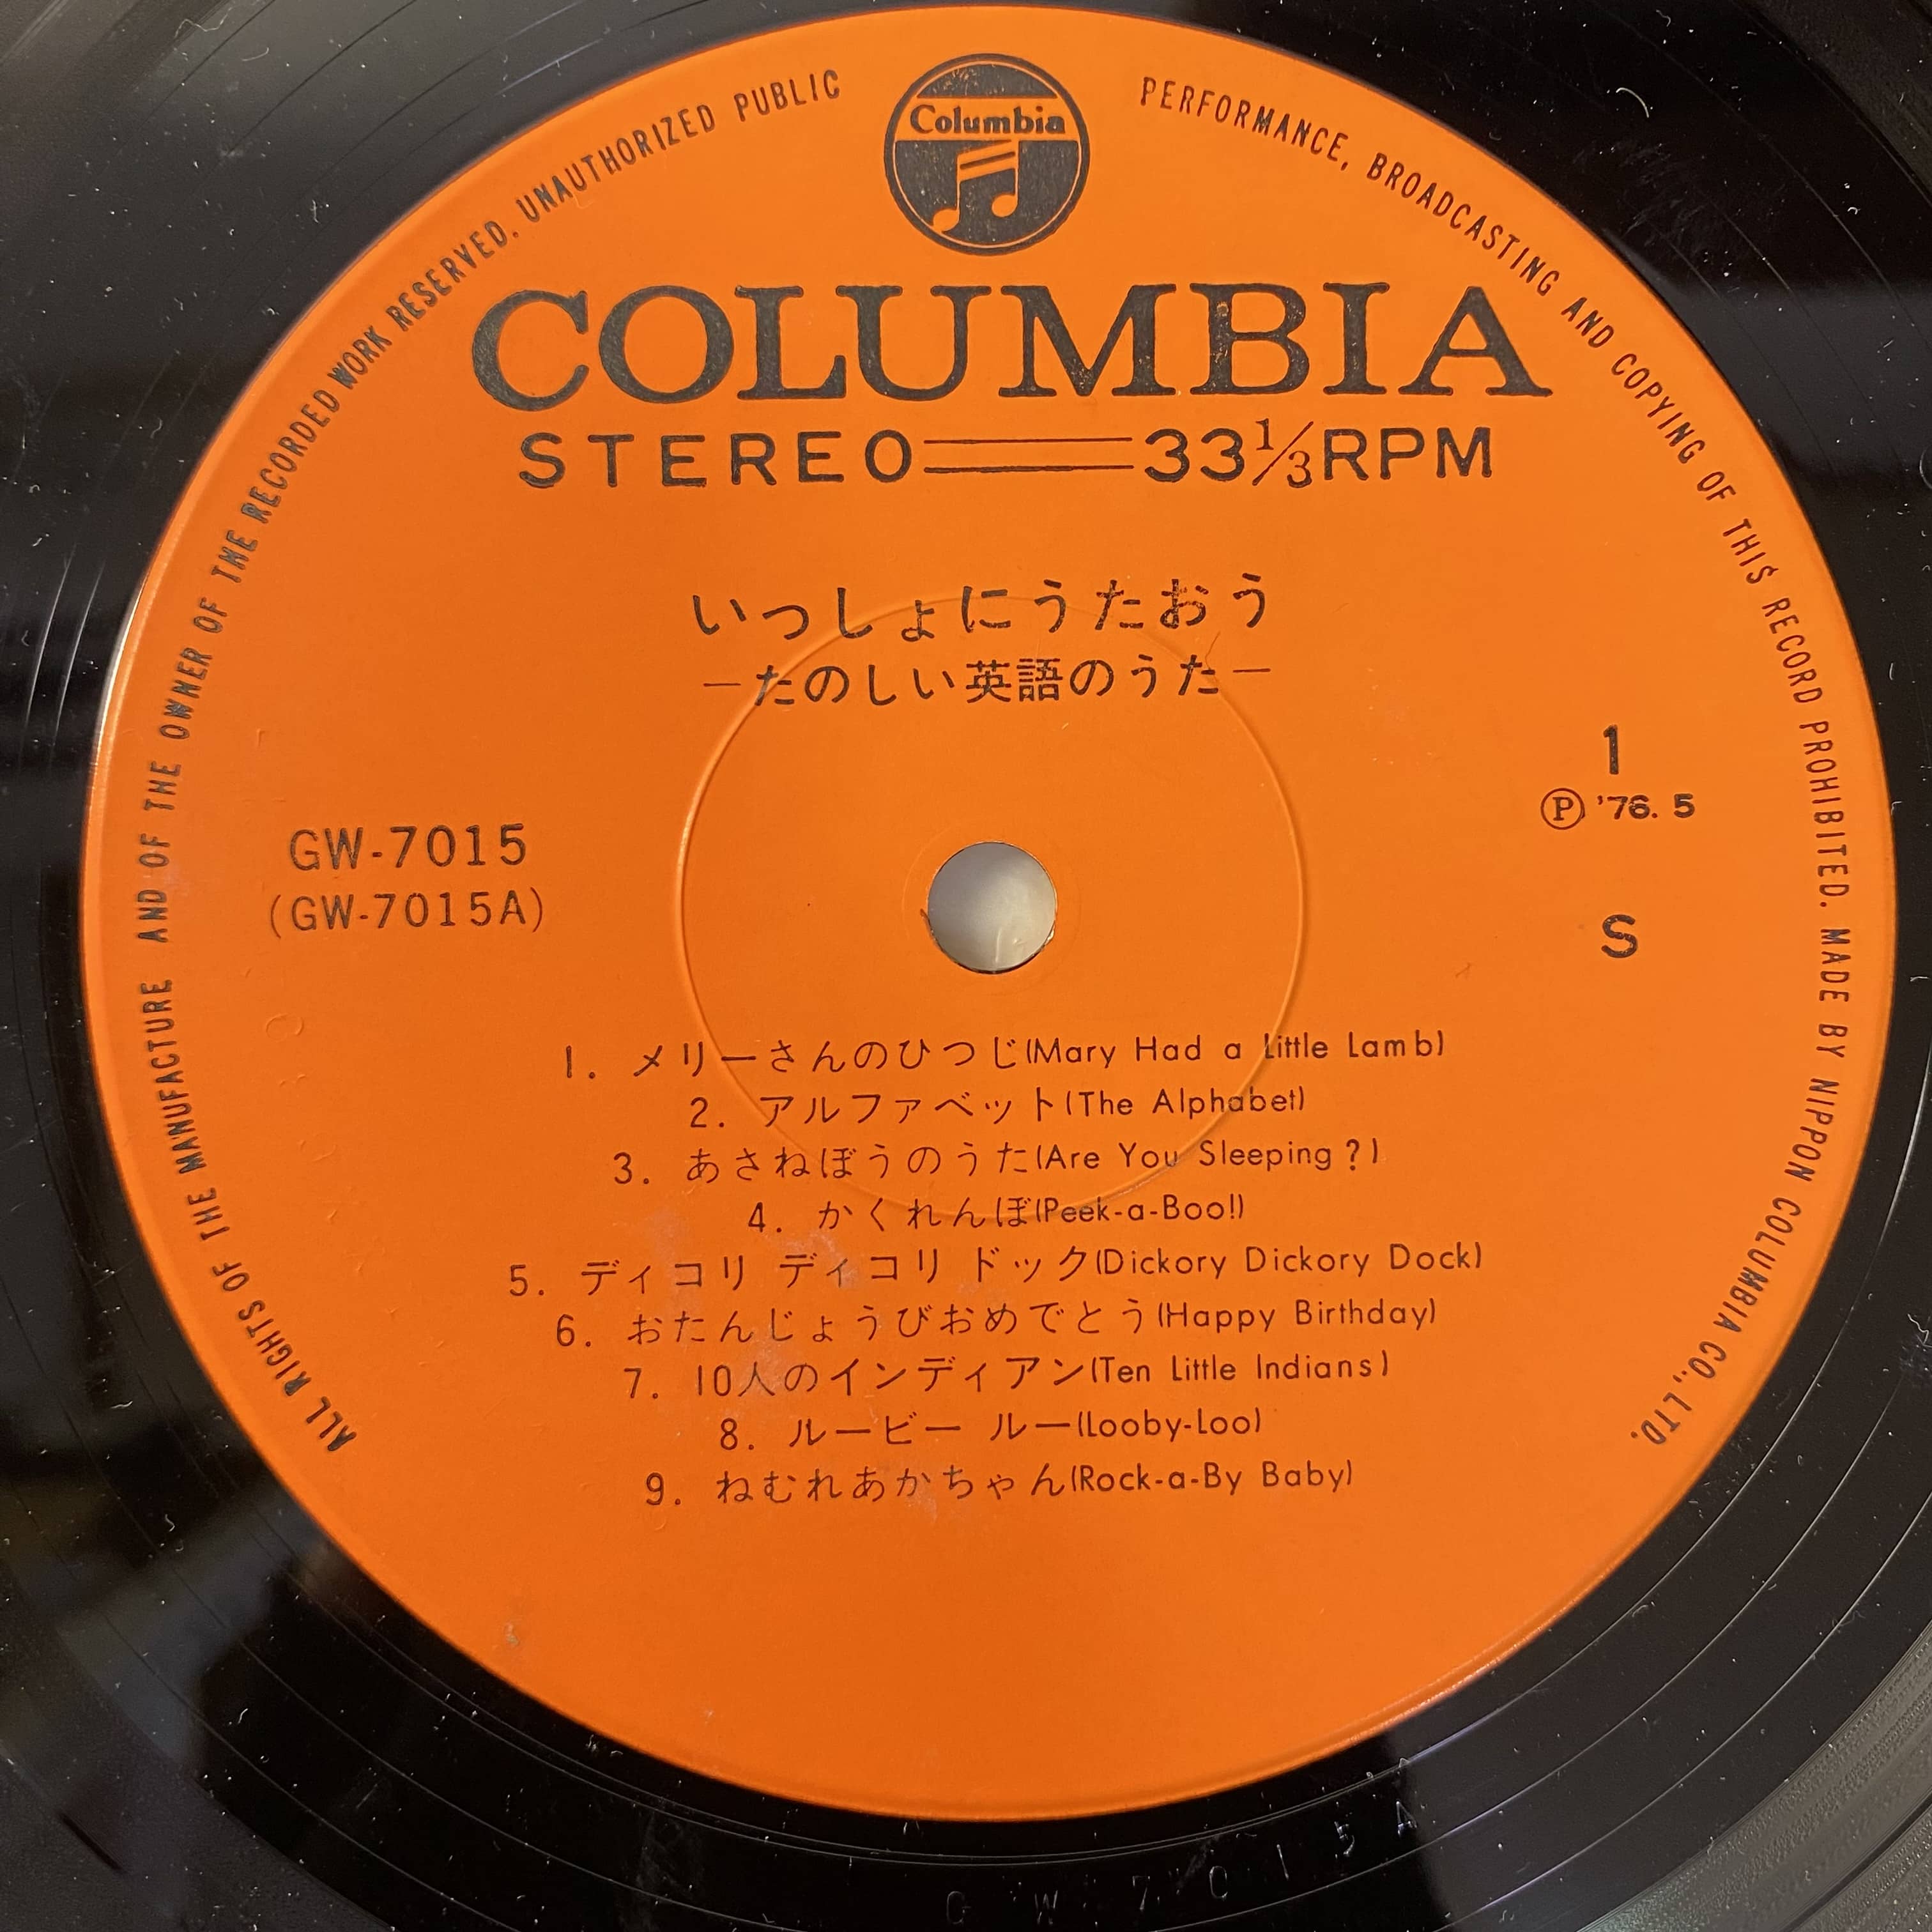 ALL RIGHTS OF THE MANUFACTURE AND OF THE OWNER OF THE RECORDED WORK RESERVED. UNAUTHORIZED PUBLIC PERFORMANCE, BROADCASTING AND COPYING OF THIS RECORD PROHIBITED. MADE BY NIPPON COLUMBIA CO., LTD.
Columbia
COLUMBIA
STEREO 33⅓RPM
いっしょにうたおう
—たのしい英語のうた—
1
Ⓟ '76. 5
GW-7015
(GW-7015A)
S
1. メリーさんのひつじ(Mary Had a Little Lamb)
2. アルファベット(The Alphabet)
3. あさねぼうのうた(Are You Sleeping?)
4. かくれんぼ(Peek-a-Boo!)
5. ディコリ ディコリ ドック(Dickory Dickory Dock)
6. おたんじょうびおめでとう(Happy Birthday)
7. 10人のインディアン(Ten Little Indians)
8. ルービー ルー(Looby-Loo)
9. ねむれあかちゃん(Rock-a-By Baby)
GW7015A